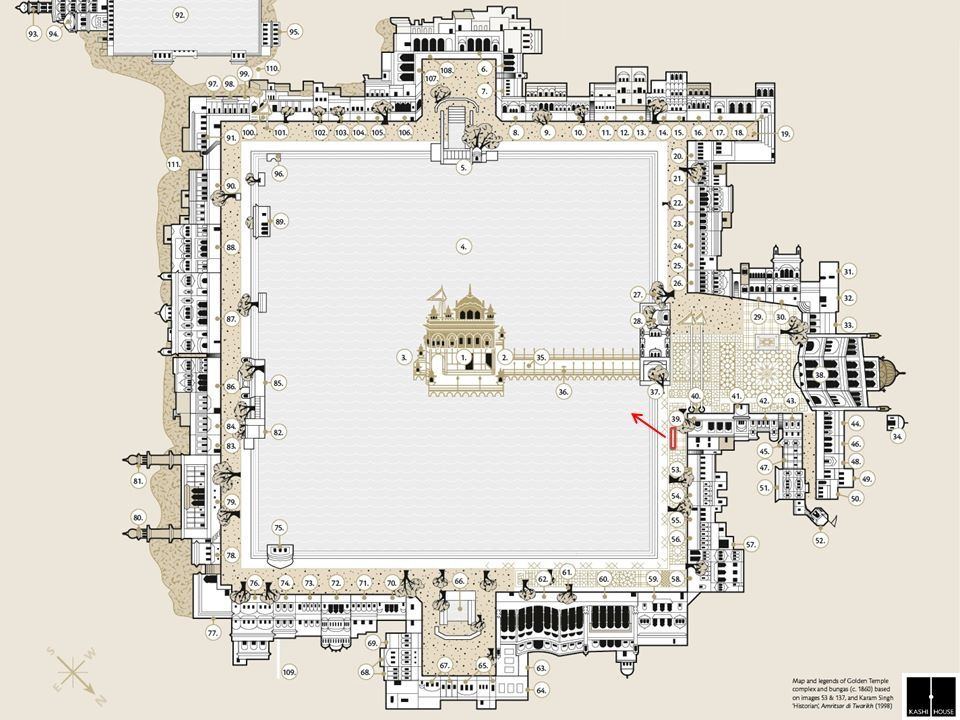 92.
93. 94. 95.
110.
99.
97. 98.
108. 6.
107. 7.
91. 100. 101. 102. 103. 104. 105. 106. 8. 9. 10. 11. 12. 13. 14. 15. 16. 17. 18. 19.
111. 96. 5. 20.
90. 21.
22.
89. 23.
88. 4. 24.
25.
26. 31.
27. 32.
87. 28. 29. 30. 33.
3. 1. 2. 35.
38.
86. 85. 36. 37. 40. 41. 42. 43.
84. 82. 39. 44. 34.
83. 45. 46.
53. 47. 48.
81. 49.
79. 54. 51. 50.
80. 55. 52.
75. 56. 57.
78.
76. 74. 73. 72. 71. 70. 66. 62. 61. 60. 59. 58.
77. 69.
109. 68. 67. 65. 63.
64.
S W
E N
Map and legends of Golden Temple
complex and bungas (c. 1860) based
on images 53 & 137, and Karam Singh
'Historian', Amritsar di Twarikh (1998)
KASHI HOUSE